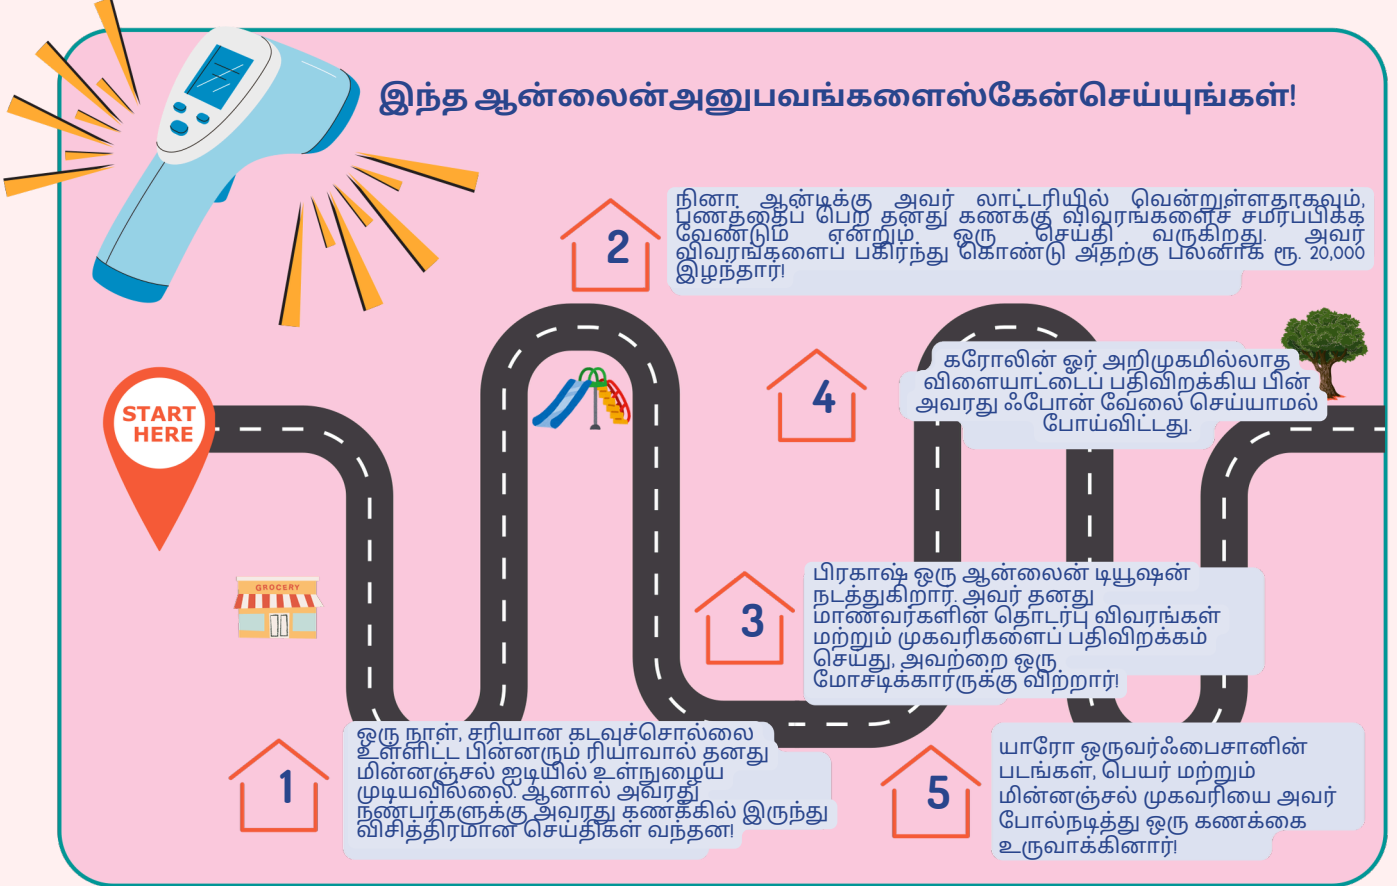 இந்த ஆன்லைன்அனுபவங்களைஸ்கேன்செய்யுங்கள்!
2
நினா ஆன்டிக்கு அவர் லாட்டரியில் வென்றுள்ளதாகவும்,
பணத்தைப் பெற தனது கணக்கு விவரங்களைச் சமர்ப்பிக்க
வேண்டும் என்றும் ஒரு செய்தி வருகிறது. அவர்
விவரங்களைப் பகிர்ந்து கொண்டு அதற்கு பலனாக ரூ. 20,000
இழந்தார்!
4
கரோலின் ஓர் அறிமுகமில்லாத
விளையாட்டைப் பதிவிறக்கிய பின்
அவரது ஃபோன் வேலை செய்யாமல்
போய்விட்டது.
START
HERE
GROCERY
3
பிரகாஷ் ஒரு ஆன்லைன் டியூஷன்
நடத்துகிறார். அவர் தனது
மாணவர்களின் தொடர்பு விவரங்கள்
மற்றும் முகவரிகளைப் பதிவிறக்கம்
செய்து, அவற்றை ஒரு
மோசடிக்காரருக்கு விற்றார்!
1
ஒரு நாள், சரியான கடவுச்சொல்லை
உள்ளிட்ட பின்னரும் ரியாவால் தனது
மின்னஞ்சல் ஐடியில் உள்நுழைய
முடியவில்லை. ஆனால் அவரது
நண்பர்களுக்கு அவரது கணக்கில் இருந்து
விசித்திரமான செய்திகள் வந்தன!
5
யாரோ ஒருவர்ஃபைசானின்
படங்கள், பெயர் மற்றும்
மின்னஞ்சல் முகவரியை அவர்
போல்நடித்து ஒரு கணக்கை
உருவாக்கினார்!